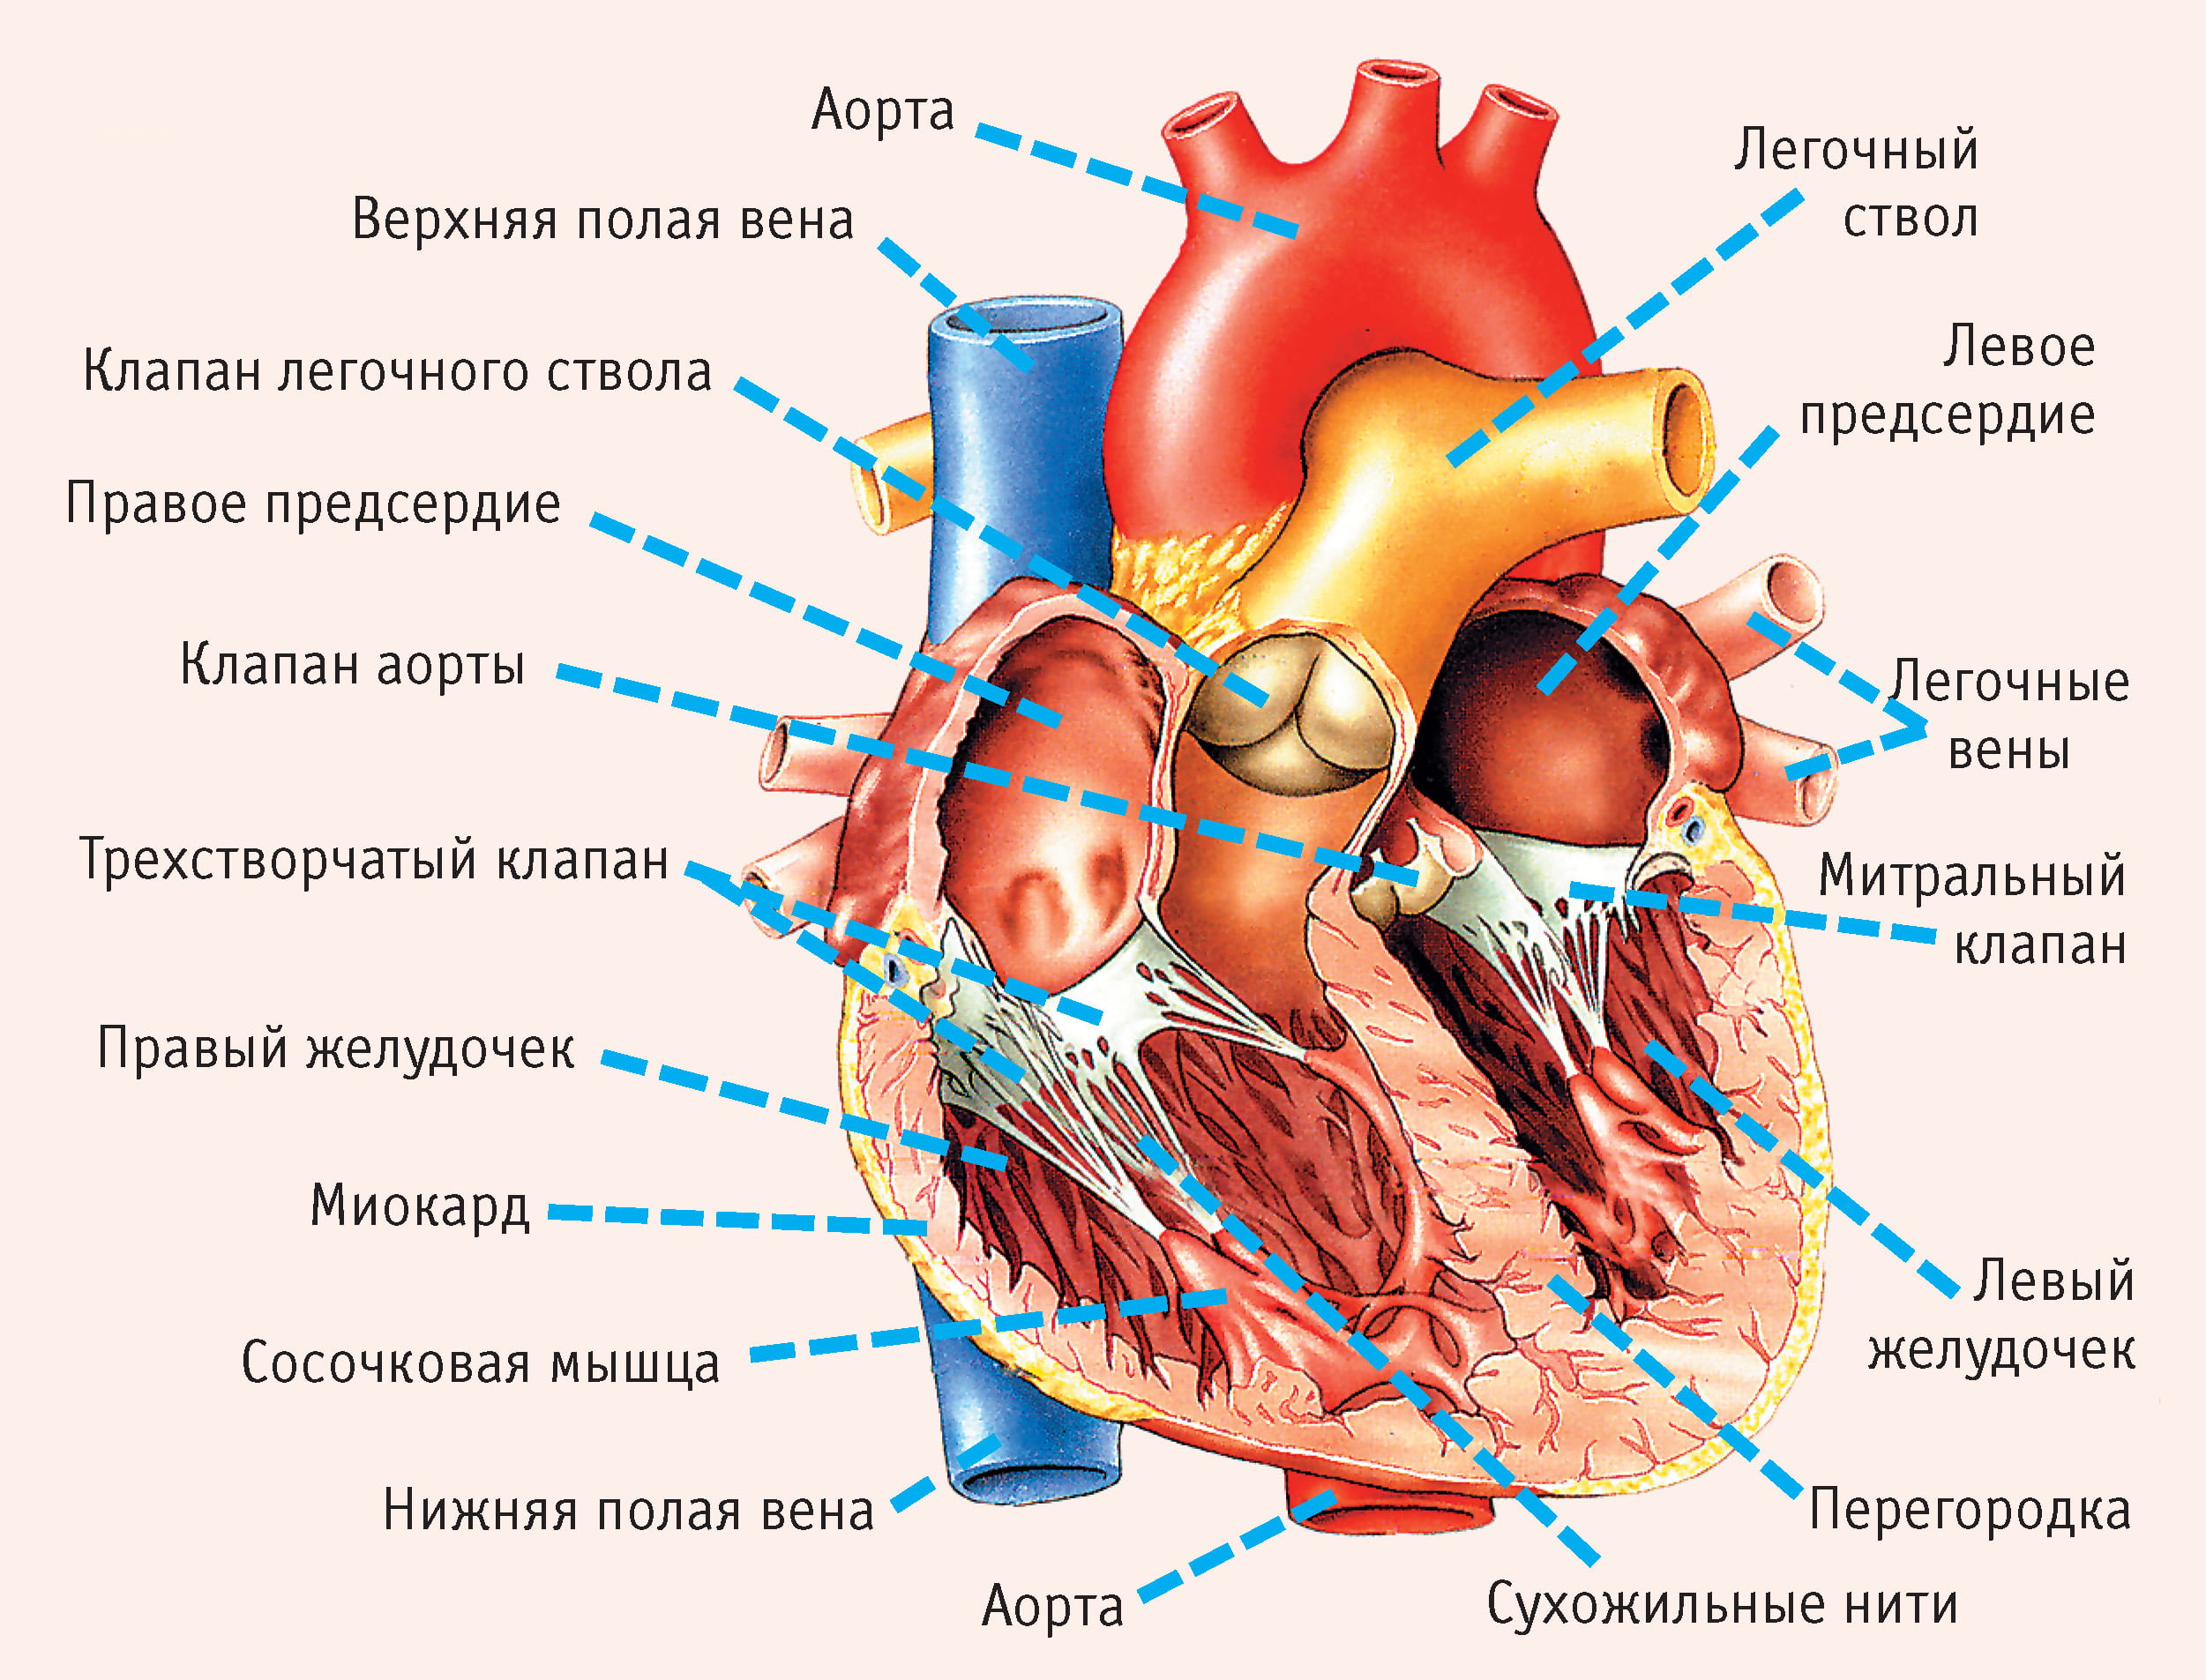 Аорта
Верхняя полая вена
Клапан легочного ствола
Правое предсердие
Клапан аорты
Трехстворчатый клапан
Правый желудочек
Миокард
Сосочковая мышца
Нижняя полая вена
Аорта
Легочный
ствол
Левое
предсердие
Легочные
вены
Митральный
клапан
Левый
желудочек
Перегородка
Сухожильные нити